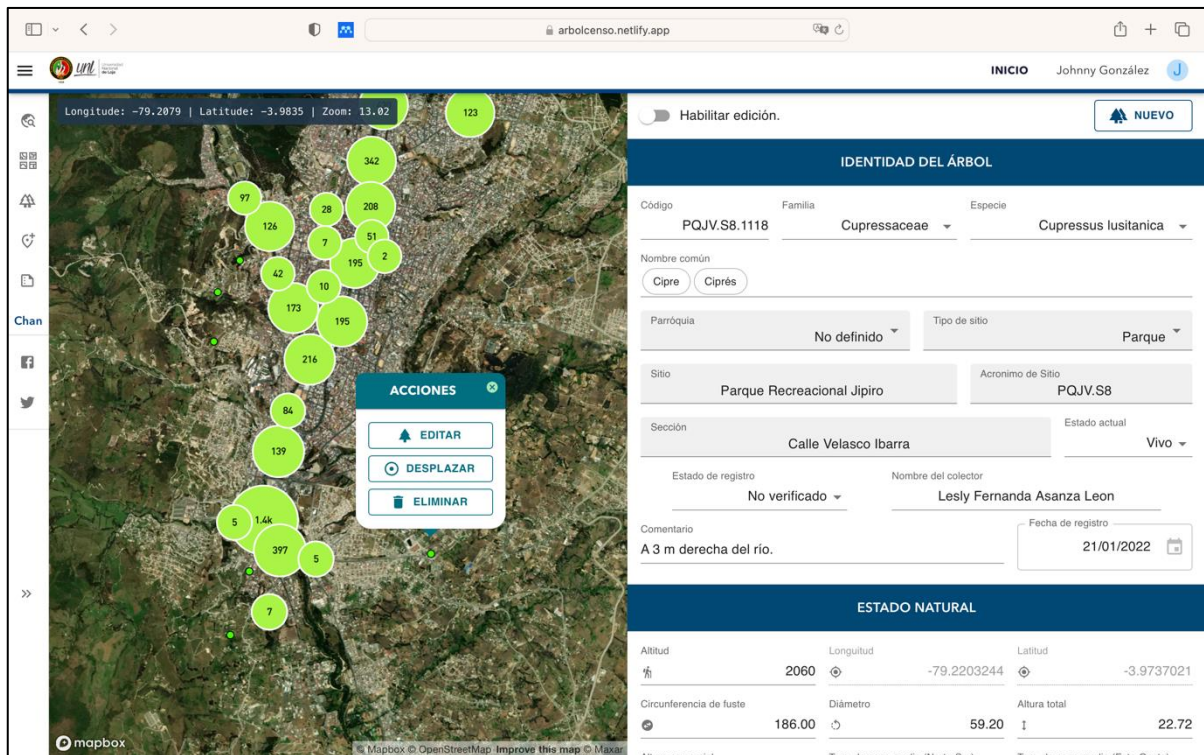 arbolcenso.netlify.app
unl Universidad Nacional de Loja
INICIO Johnny González J
Longitude: -79.2079 | Latitude: -3.9835 | Zoom: 13.02
Chan
123
342
97
28
208
126
51
7
2
195
42
10
173
195
216
84
139
1.4k
5
397
5
7
ACCIONES
EDITAR
DESPLAZAR
ELIMINAR
mapbox
© Mapbox © OpenStreetMap Improve this map © Maxar
Habilitar edición.
NUEVO
IDENTIDAD DEL ÁRBOL
Código Familia Especie
PQJV.S8.1118 Cupressaceae Cupressus lusitanica
Nombre común
Cipre Ciprés
Parróquia Tipo de sitio
No definido Parque
Sitio Acronimo de Sitio
Parque Recreacional Jipiro PQJV.S8
Sección Estado actual
Calle Velasco Ibarra Vivo
Estado de registro Nombre del colector
No verificado Lesly Fernanda Asanza Leon
Comentario Fecha de registro
A 3 m derecha del río. 21/01/2022
ESTADO NATURAL
Altitud Longuitud Latitud
2060 -79.2203244 -3.9737021
Circunferencia de fuste Diámetro Altura total
186.00 59.20 22.72